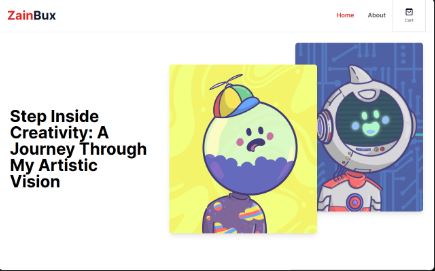 ZainBux
Home
About
Cart
Step Inside
Creativity: A
Journey Through
My Artistic
Vision